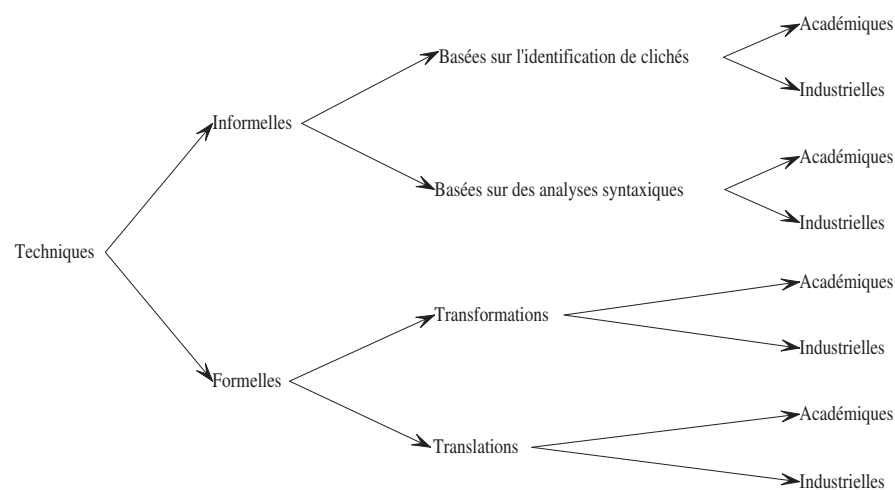 Académiques
Basées sur l'identification de clichés
Industrielles
Informelles
Académiques
Basées sur des analyses syntaxiques
Industrielles
Techniques
Académiques
Transformations
Industrielles
Formelles
Académiques
Translations
Industrielles